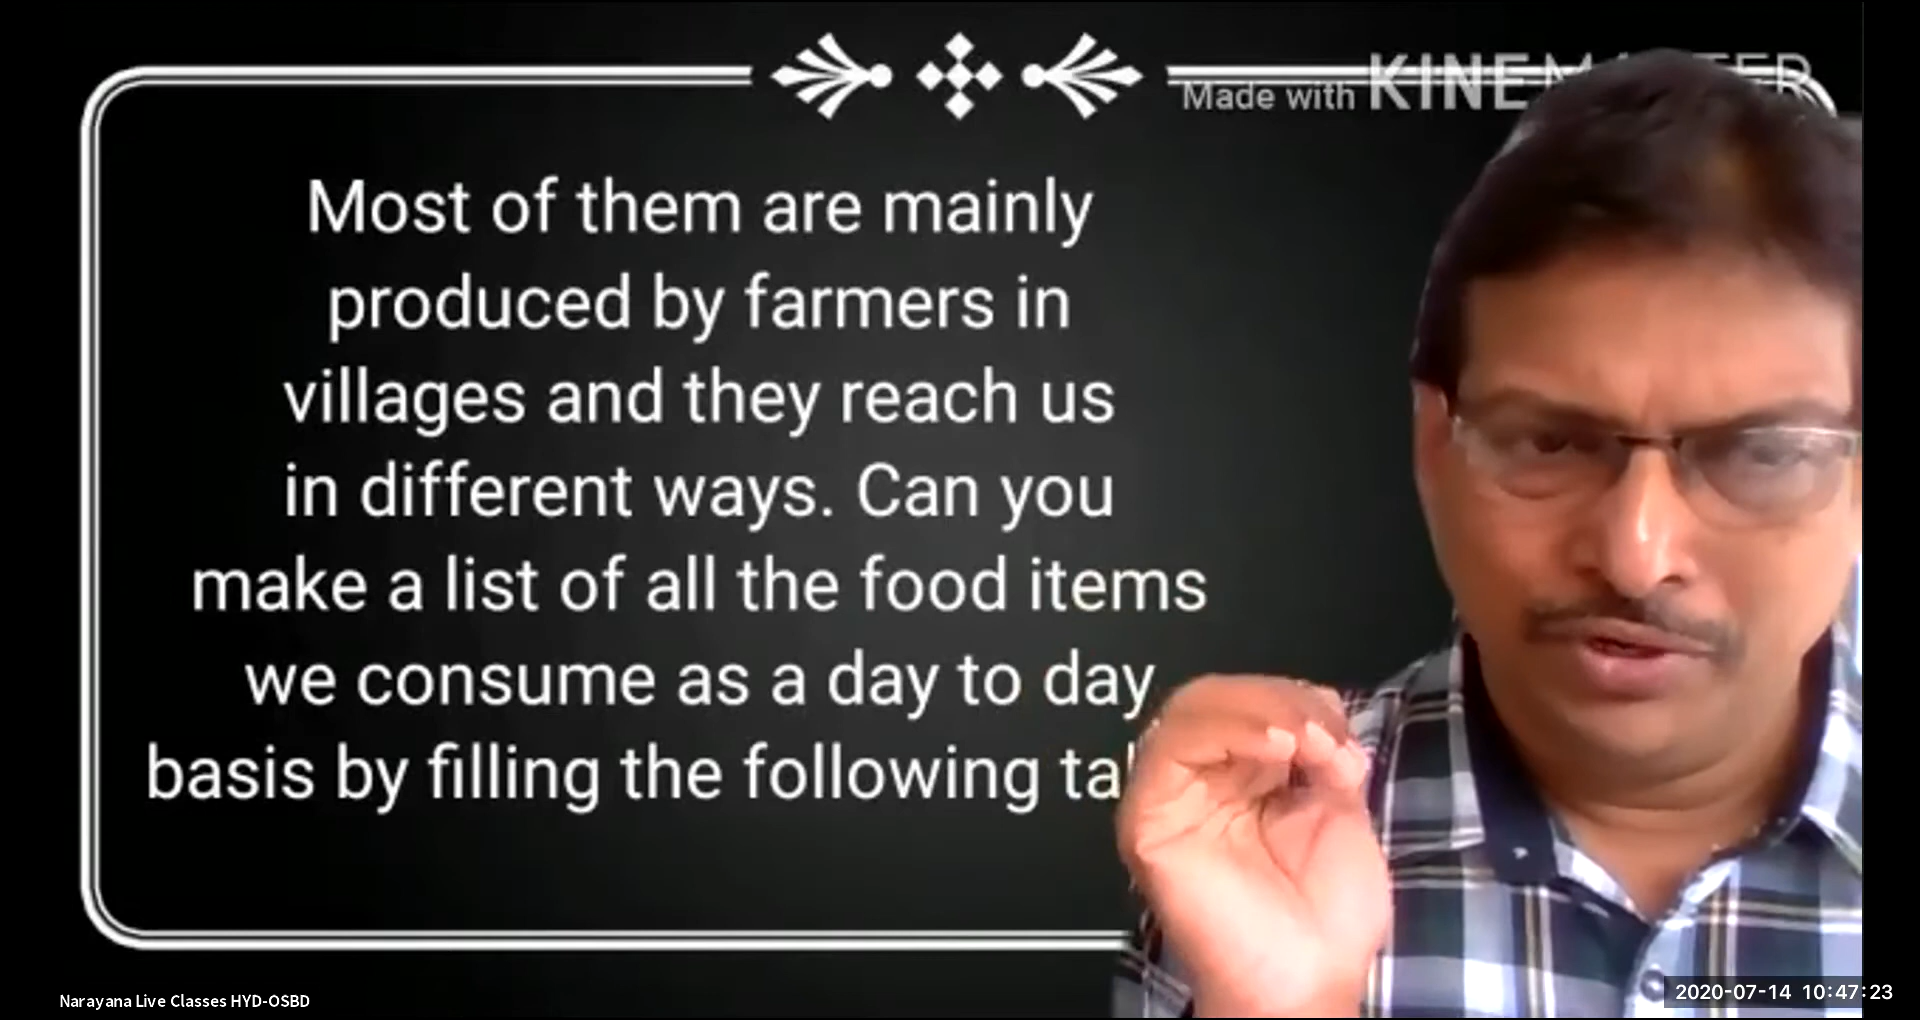 Made with KINEMASTER
Most of them are mainly
produced by farmers in
villages and they reach us
in different ways. Can you
make a list of all the food items
we consume as a day to day
basis by filling the following
Narayana Live Classes HYD-OSBD
2020-07-14 10:47:23